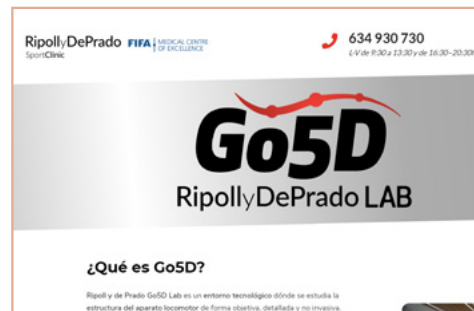 RipollyDePrado
SportClinic
FIFA
MEDICAL CENTRE
OF EXCELLENCE
634 930 730
L-V de 9:30 a 13:30 y de 16:30-20:30h
Go5D
RipollyDePrado LAB
¿Qué es Go5D?
Ripoll y de Prado Go5D Lab es un entorno tecnológico dónde se estudia la
estructura del aparato locomotor de forma objetiva, detallada y no invasiva.